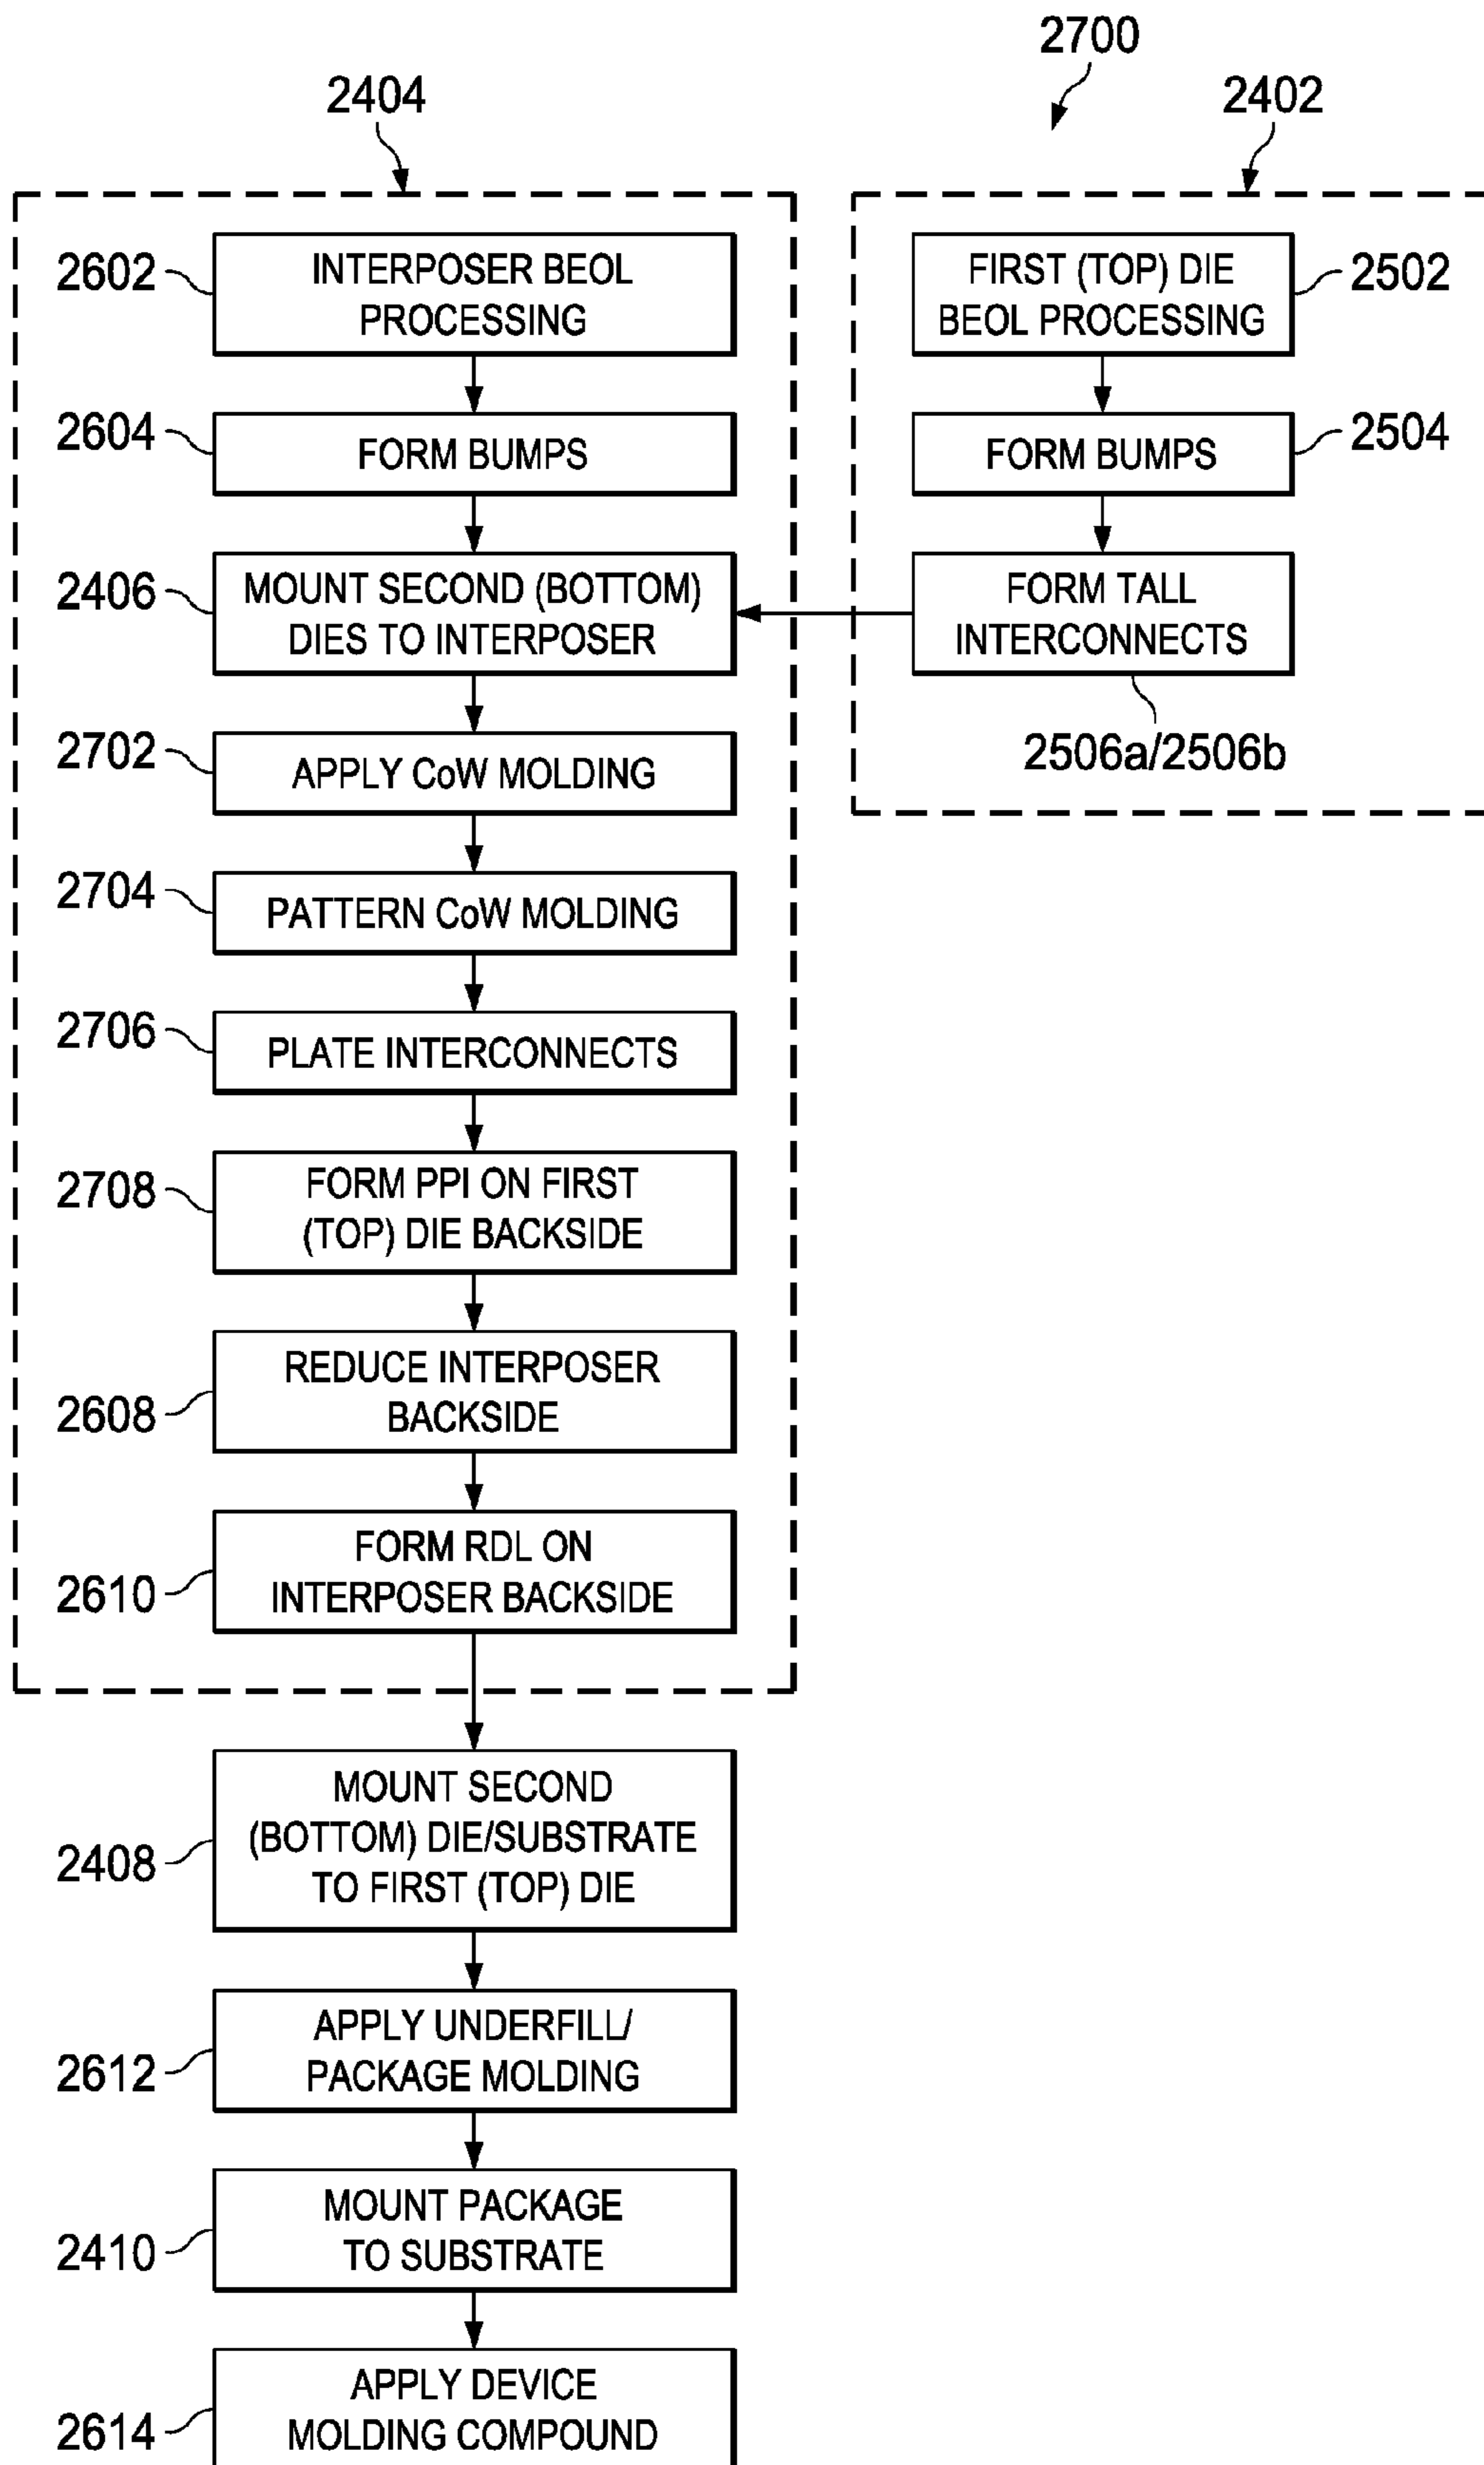 2700
2404
2402
2602
INTERPOSER BEOL
PROCESSING
FIRST (TOP) DIE
BEOL PROCESSING
2502
2604
FORM BUMPS
FORM BUMPS
2504
2406
MOUNT SECOND (BOTTOM)
DIES TO INTERPOSER
FORM TALL
INTERCONNECTS
2506a/2506b
2702
APPLY CoW MOLDING
2704
PATTERN CoW MOLDING
2706
PLATE INTERCONNECTS
2708
FORM PPI ON FIRST
(TOP) DIE BACKSIDE
2608
REDUCE INTERPOSER
BACKSIDE
2610
FORM RDL ON
INTERPOSER BACKSIDE
2408
MOUNT SECOND
(BOTTOM) DIE/SUBSTRATE
TO FIRST (TOP) DIE
2612
APPLY UNDERFILL/
PACKAGE MOLDING
2410
MOUNT PACKAGE
TO SUBSTRATE
2614
APPLY DEVICE
MOLDING COMPOUND